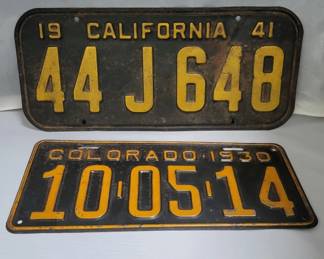 19 CALIFORNIA 41
44 J 648
COLORADO-1930
10-05-14